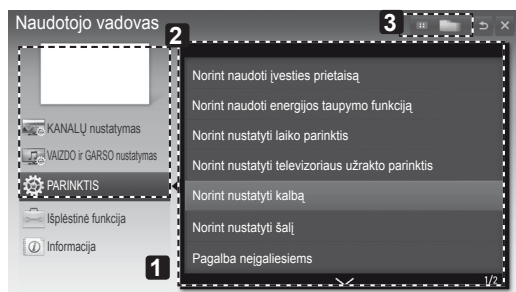 Naudotojo vadovas
3
2
KANALŲ nustatymas
VAIZDO ir GARSO nustatymas
PARINKTIS
Išplėstinė funkcija
Informacija
1
Norint naudoti įvesties prietaisą
Norint naudoti energijos taupymo funkciją
Norint nustatyti laiko parinktis
Norint nustatyti televizoriaus užrakto parinktis
Norint nustatyti kalbą
Norint nustatyti šalį
Pagalba neįgaliesiems
1/2